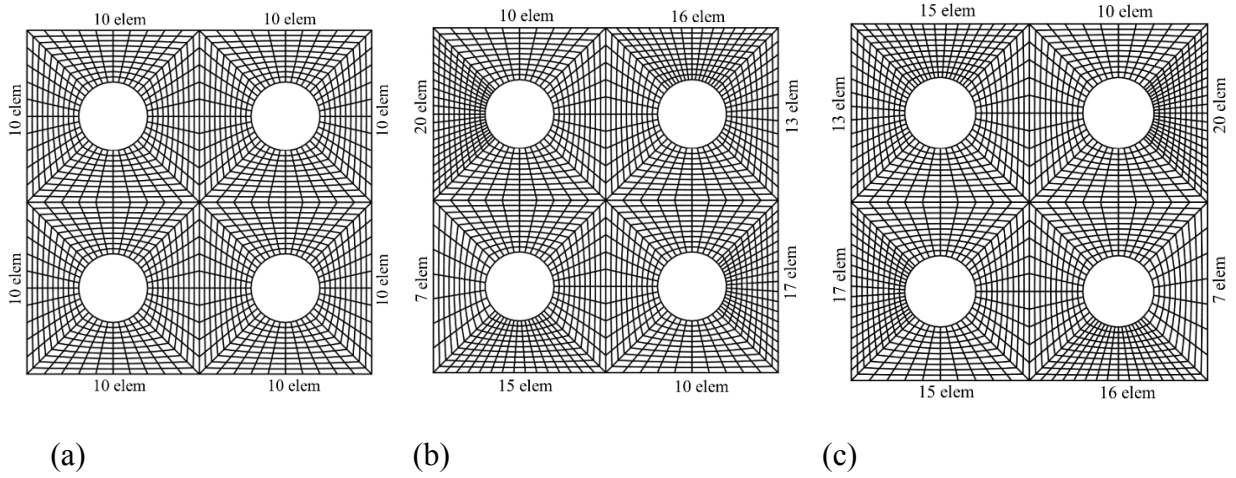 10 elem 10 elem
10 elem
10 elem
10 elem
10 elem
10 elem 10 elem
(a)
10 elem 16 elem
20 elem
13 elem
7 elem
17 elem
15 elem 10 elem
(b)
15 elem 10 elem
13 elem
20 elem
17 elem
7 elem
15 elem 16 elem
(c)